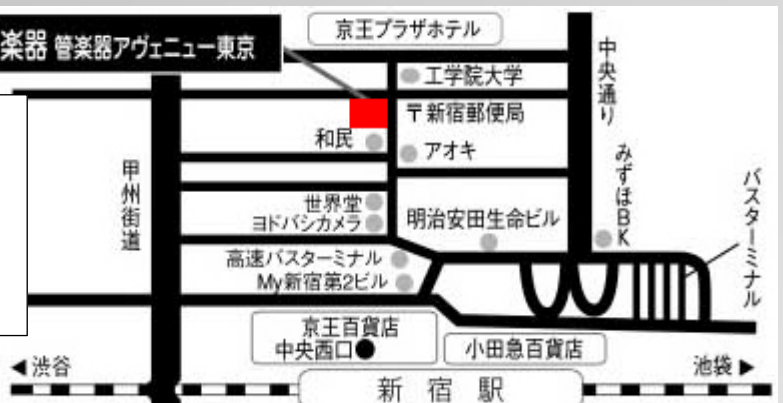 楽器 管楽器アヴェニュー東京
京王プラザホテル
工学院大学
中央通り
〒新宿郵便局
和民
アオキ
甲州街道
みずほBK
バスターミナル
世界堂
ヨドバシカメラ
明治安田生命ビル
高速バスターミナル
My新宿第2ビル
京王百貨店
中央西口●
小田急百貨店
◀渋谷
池袋▶
新宿駅